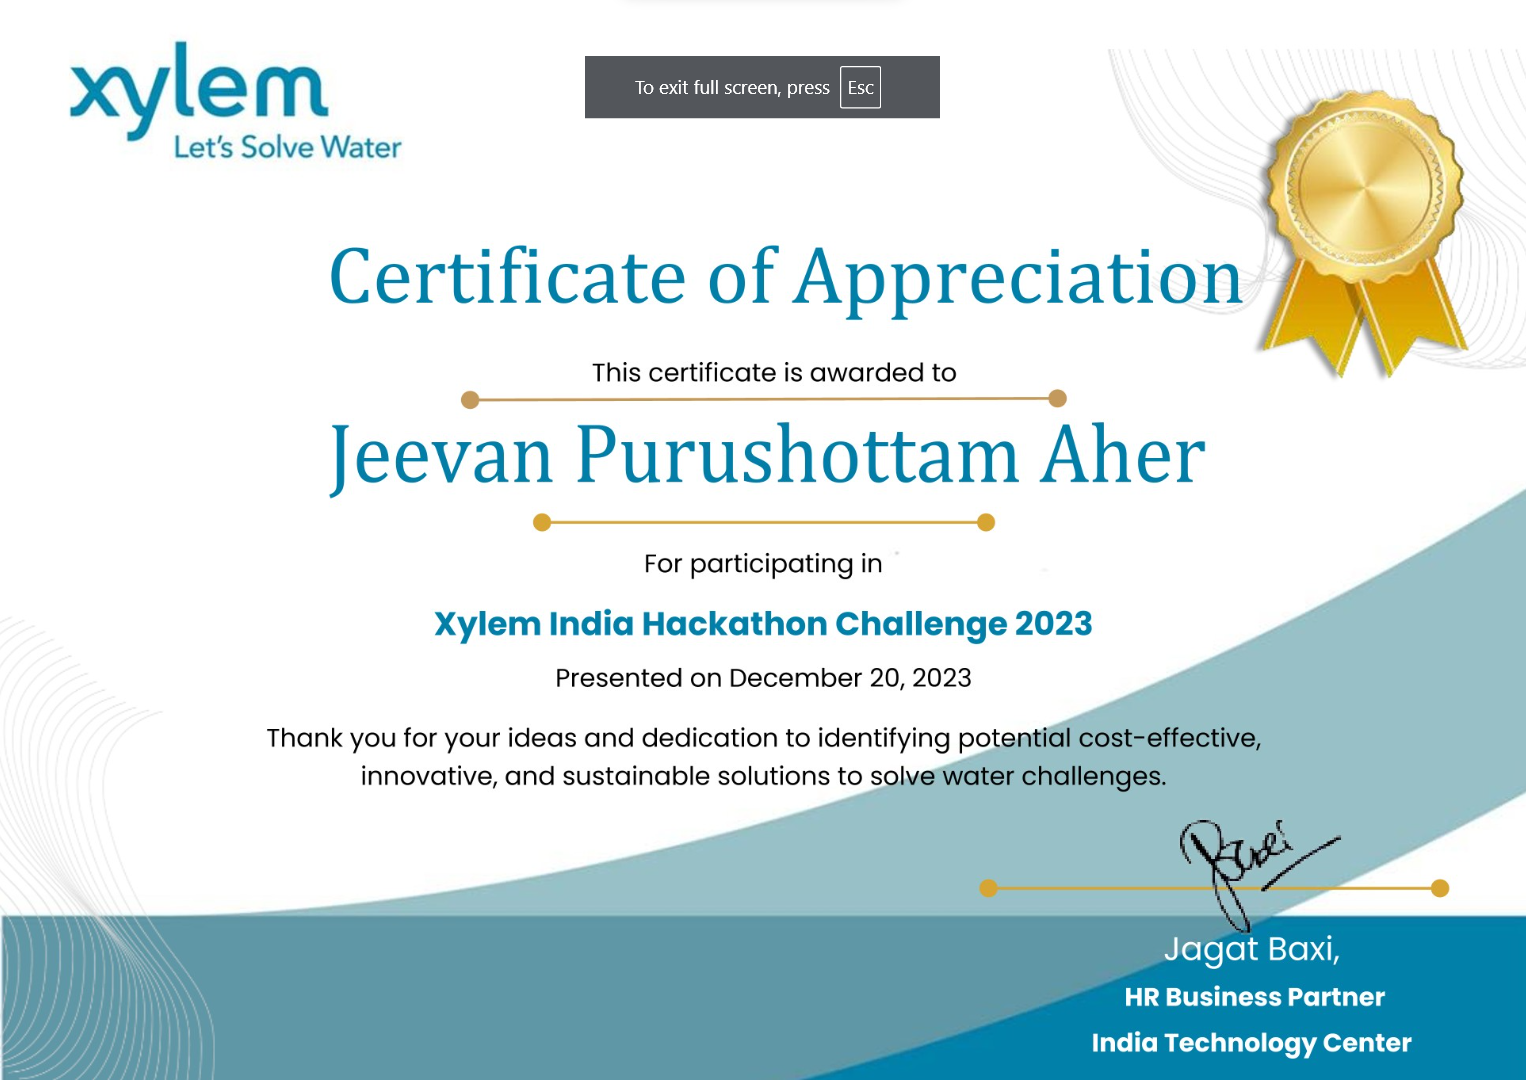 xylem
Let's Solve Water
To exit full screen, press Esc
Certificate of Appreciation
This certificate is awarded to
Jeevan Purushottam Aher
For participating in
Xylem India Hackathon Challenge 2023
Presented on December 20, 2023
Thank you for your ideas and dedication to identifying potential cost-effective,
innovative, and sustainable solutions to solve water challenges.
Baxi
Jagat Baxi,
HR Business Partner
India Technology Center